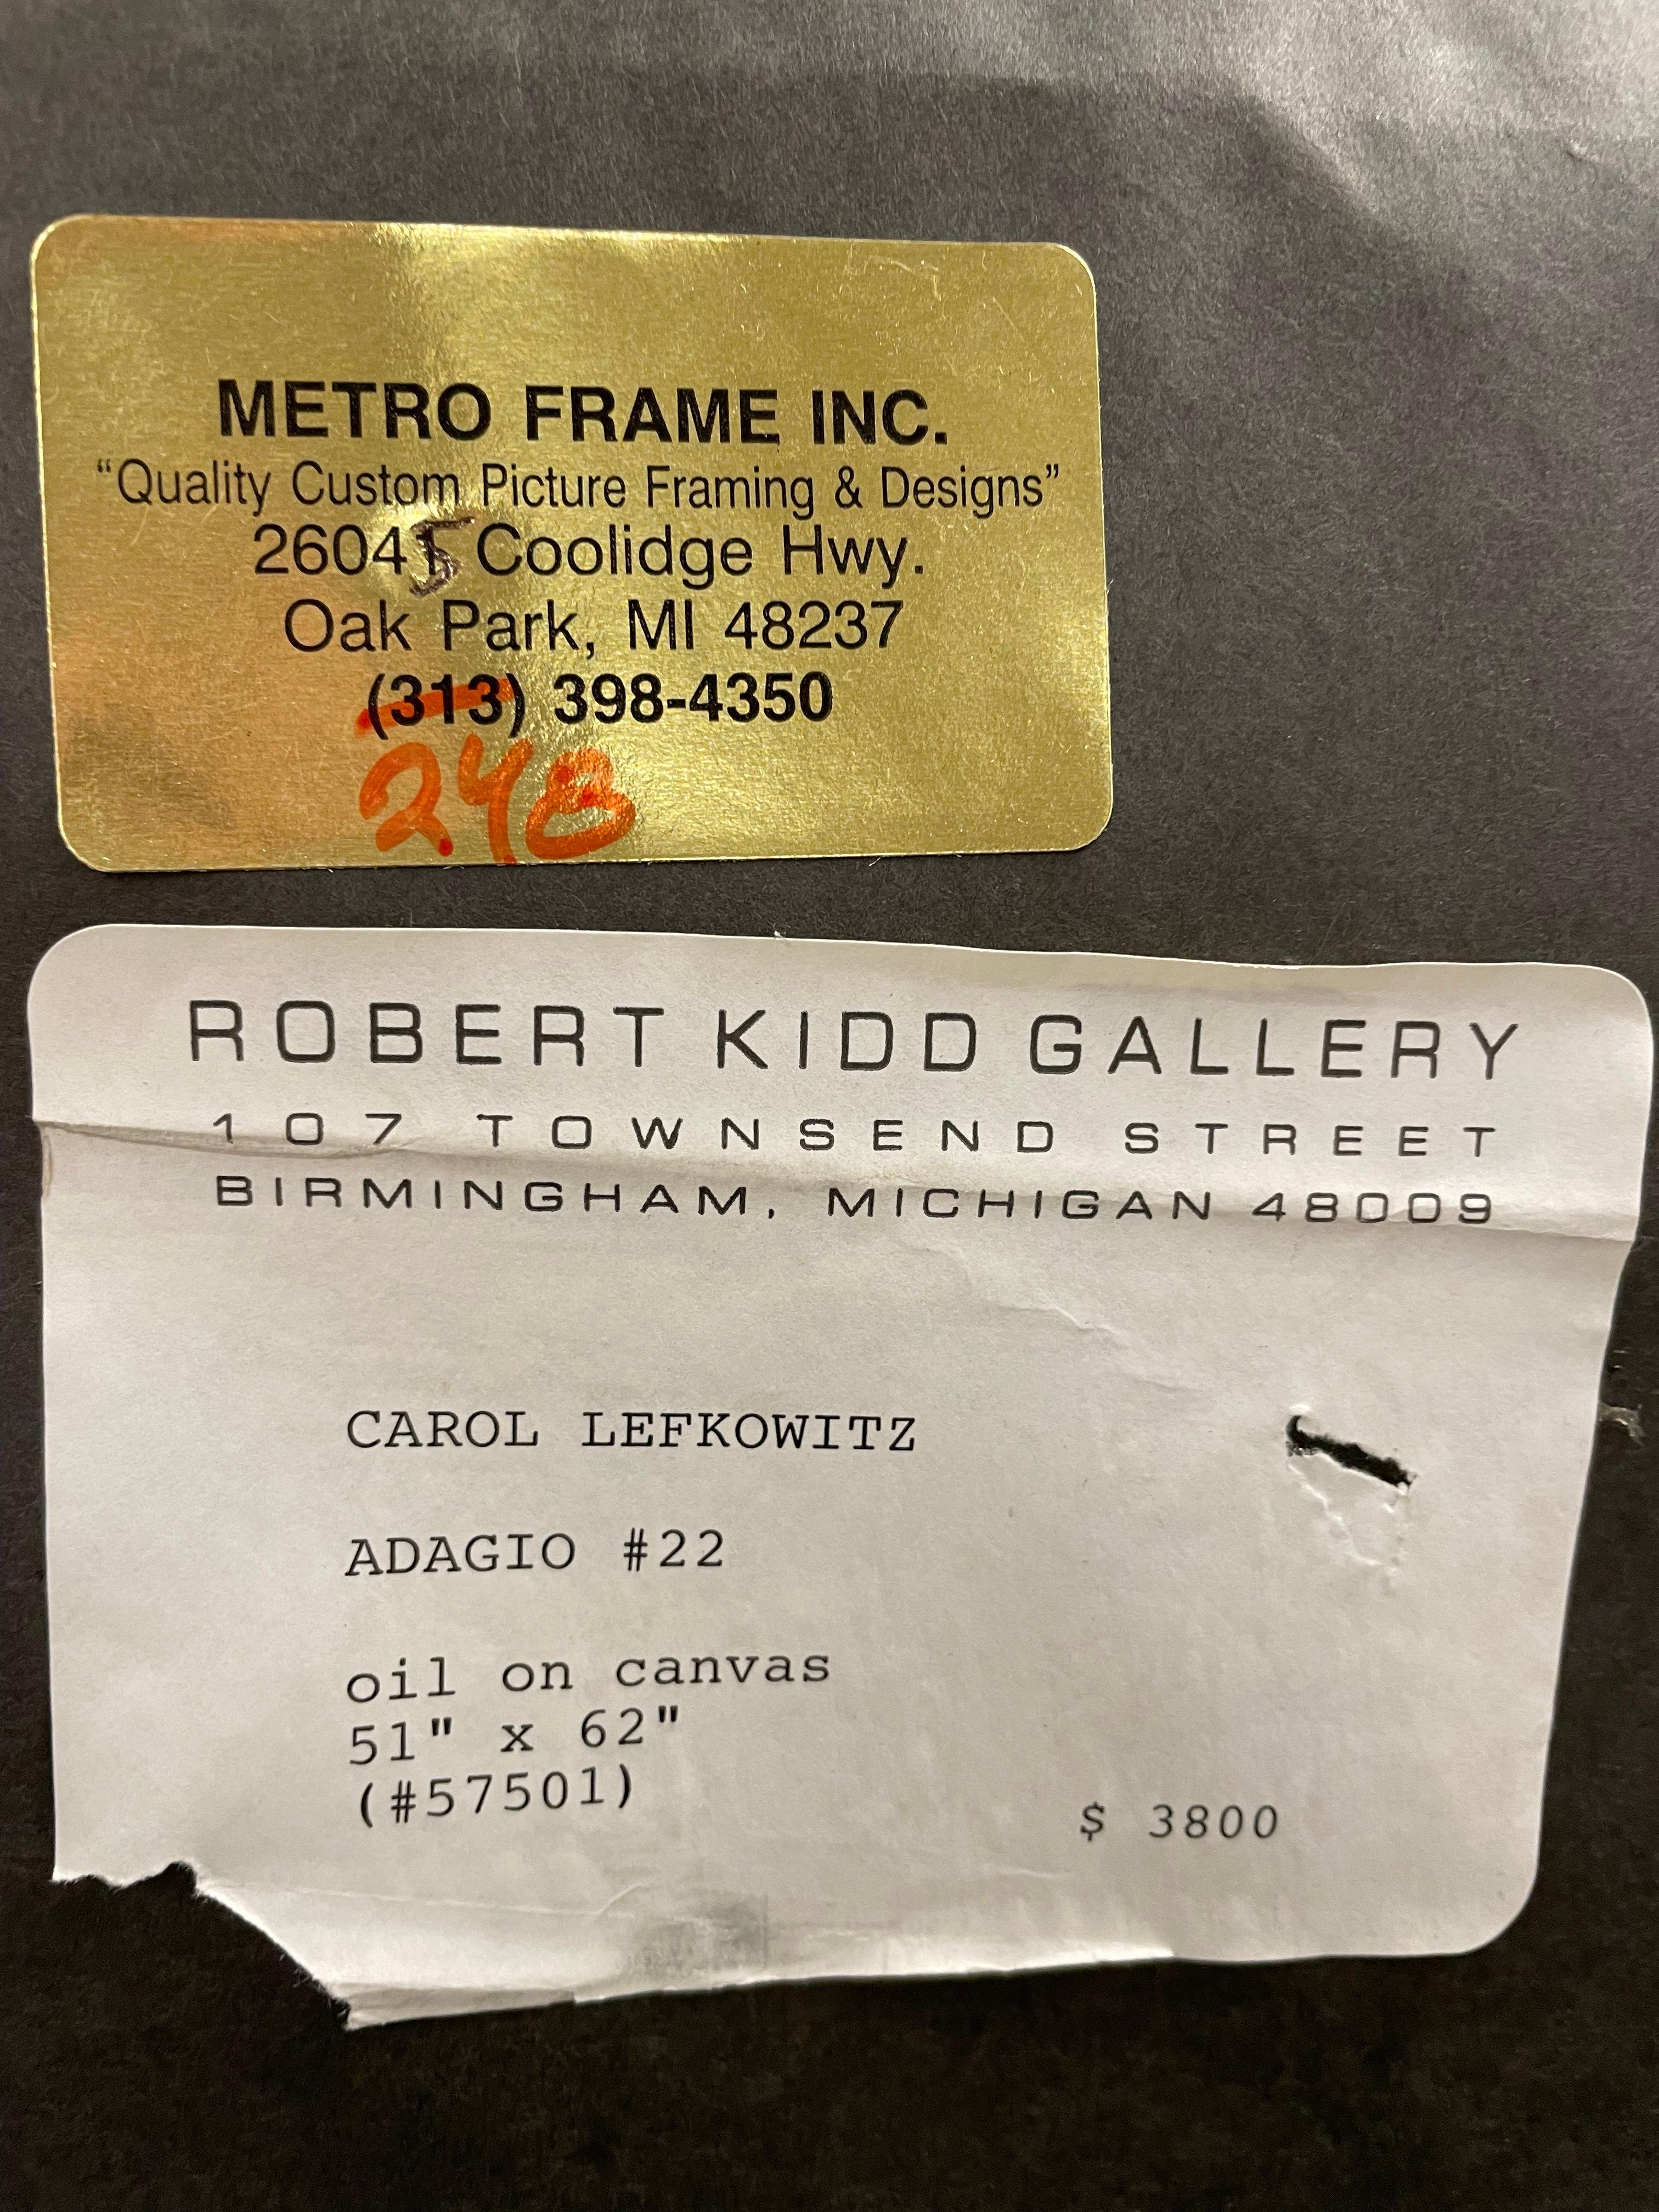 METRO FRAME INC.
“Quality Custom Picture Framing & Designs”
26045 Coolidge Hwy.
Oak Park, MI 48237
(313) 398-4350
248
ROBERT KIDD GALLERY
107 TOWNSEND STREET
BIRMINGHAM, MICHIGAN 48009
CAROL LEFKOWITZ
ADAGIO #22
oil on canvas
51" x 62"
(#57501)
$ 3800